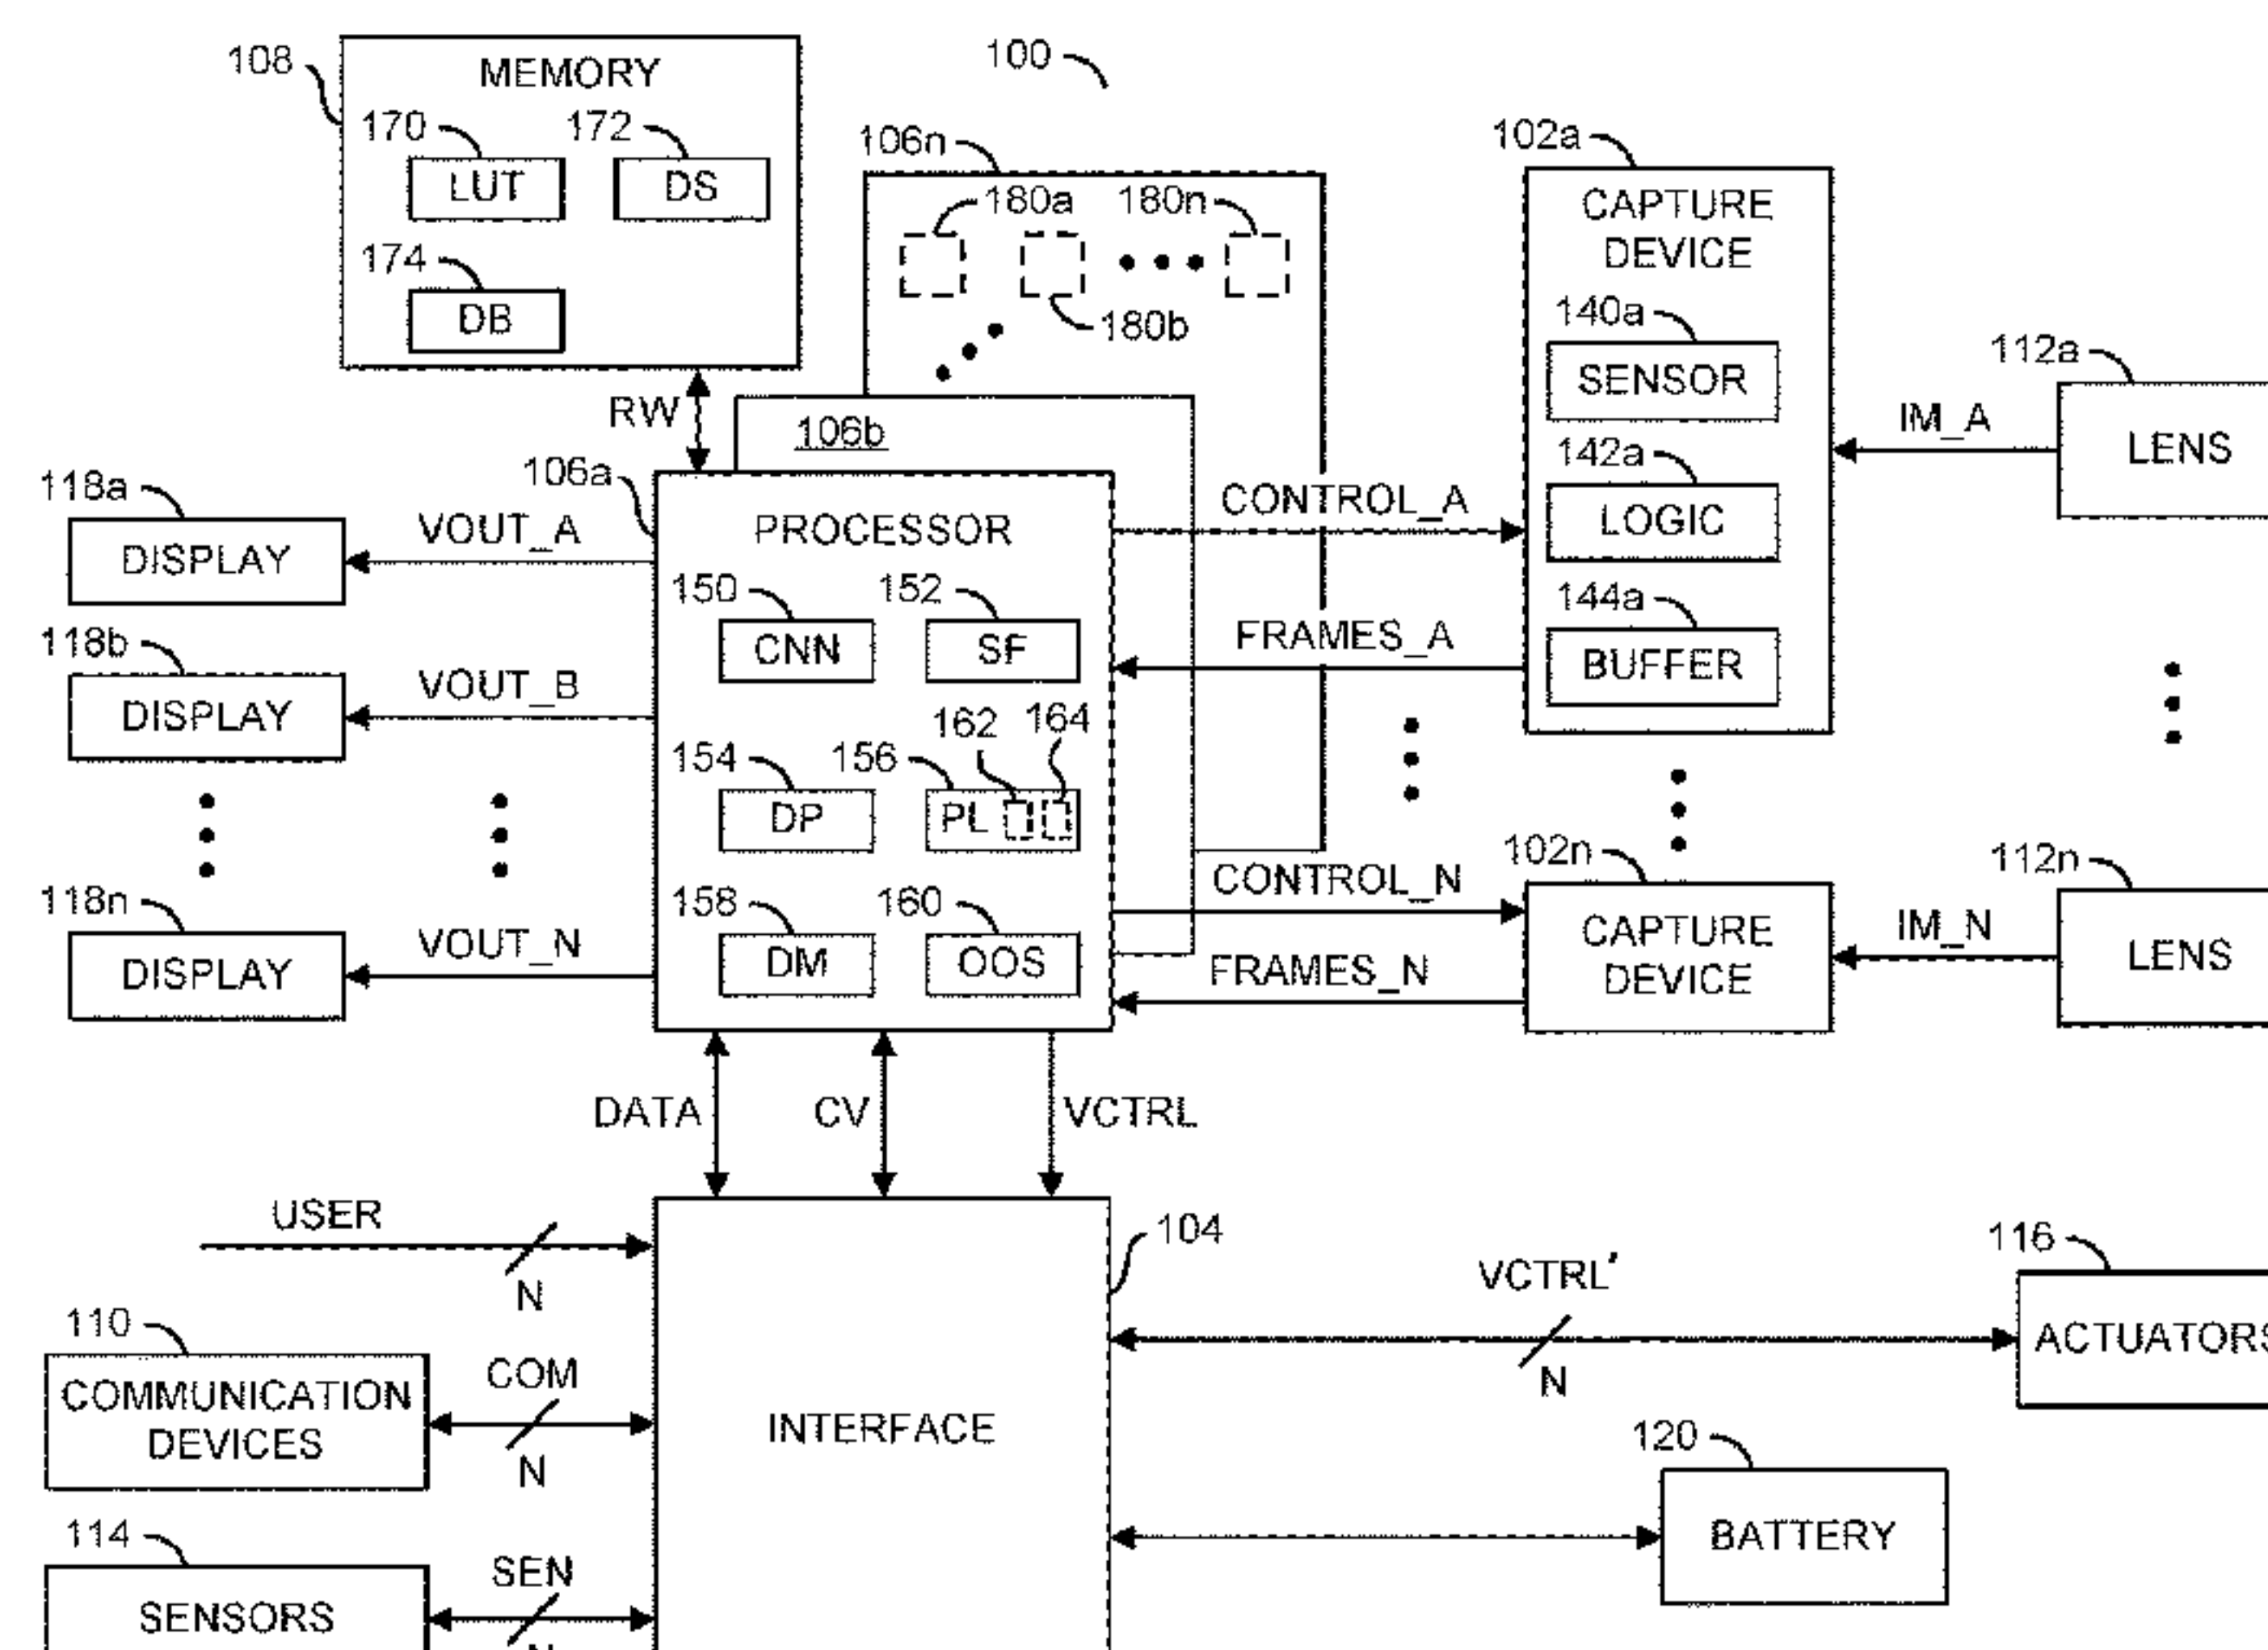 108
MEMORY
170
172
LUT
DS
174
DB
100
106n
180a
180n
180b
102a
CAPTURE
DEVICE
140a
SENSOR
142a
LOGIC
144a
BUFFER
112a
LENS
IM_A
RW
106b
106a
118a
DISPLAY
VOUT_A
118b
DISPLAY
VOUT_B
118n
DISPLAY
VOUT_N
PROCESSOR
150
152
CNN
SF
162
164
154
156
DP
PL
158
160
DM
OOS
CONTROL_A
FRAMES_A
CONTROL_N
FRAMES_N
102n
CAPTURE
DEVICE
IM_N
112n
LENS
DATA
CV
VCTRL
USER
N
104
INTERFACE
110
COMMUNICATION
DEVICES
COM
N
114
SENSORS
SEN
N
VCTRL'
N
116
ACTUATORS
120
BATTERY